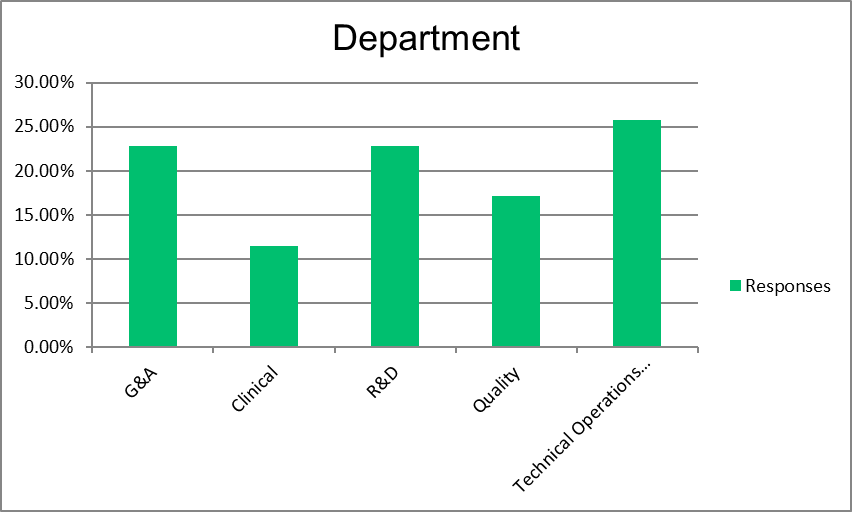 Department
30.00%
25.00%
20.00%
15.00%
10.00%
5.00%
0.00%
G&A
Clinical
R&D
Quality
Technical Operations...
Responses